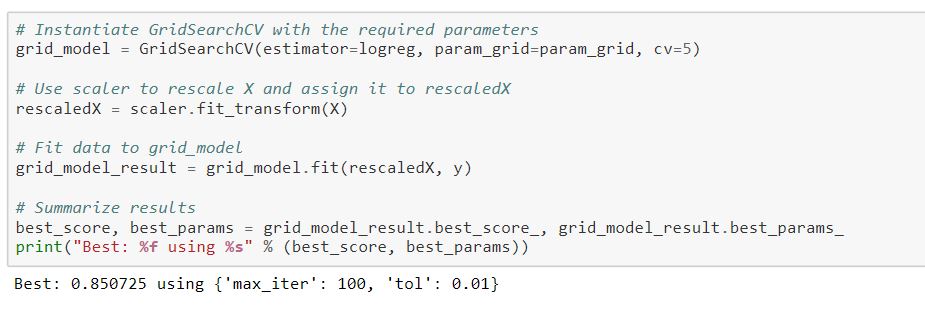 # Instantiate GridSearchCV with the required parameters
grid_model = GridSearchCV(estimator=logreg, param_grid=param_grid, cv=5)
# Use scaler to rescale X and assign it to rescaledX
rescaledX = scaler.fit_transform(X)
# Fit data to grid_model
grid_model_result = grid_model.fit(rescaledX, y)
# Summarize results
best_score, best_params = grid_model_result.best_score_, grid_model_result.best_params_
print("Best: %f using %s" % (best_score, best_params))
Best: 0.850725 using {'max_iter': 100, 'tol': 0.01}